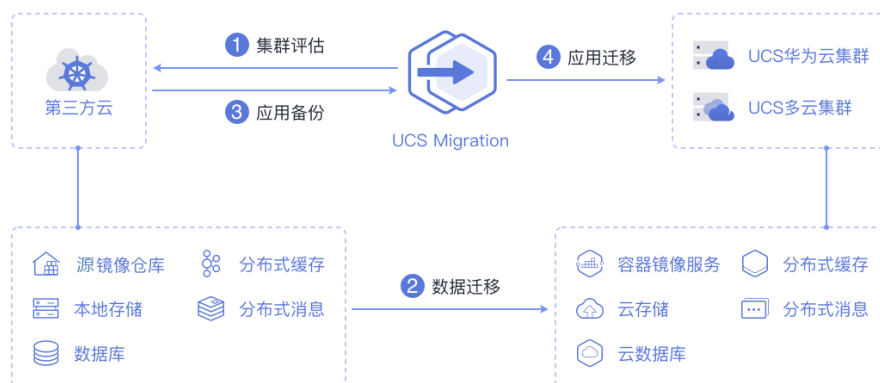 1 集群评估
4 应用迁移
UCS华为云集群
第三方云
3 应用备份
UCS多云集群
UCS Migration
源镜像仓库
分布式缓存
本地存储
分布式消息
数据库
2 数据迁移
容器镜像服务
分布式缓存
云存储
分布式消息
云数据库